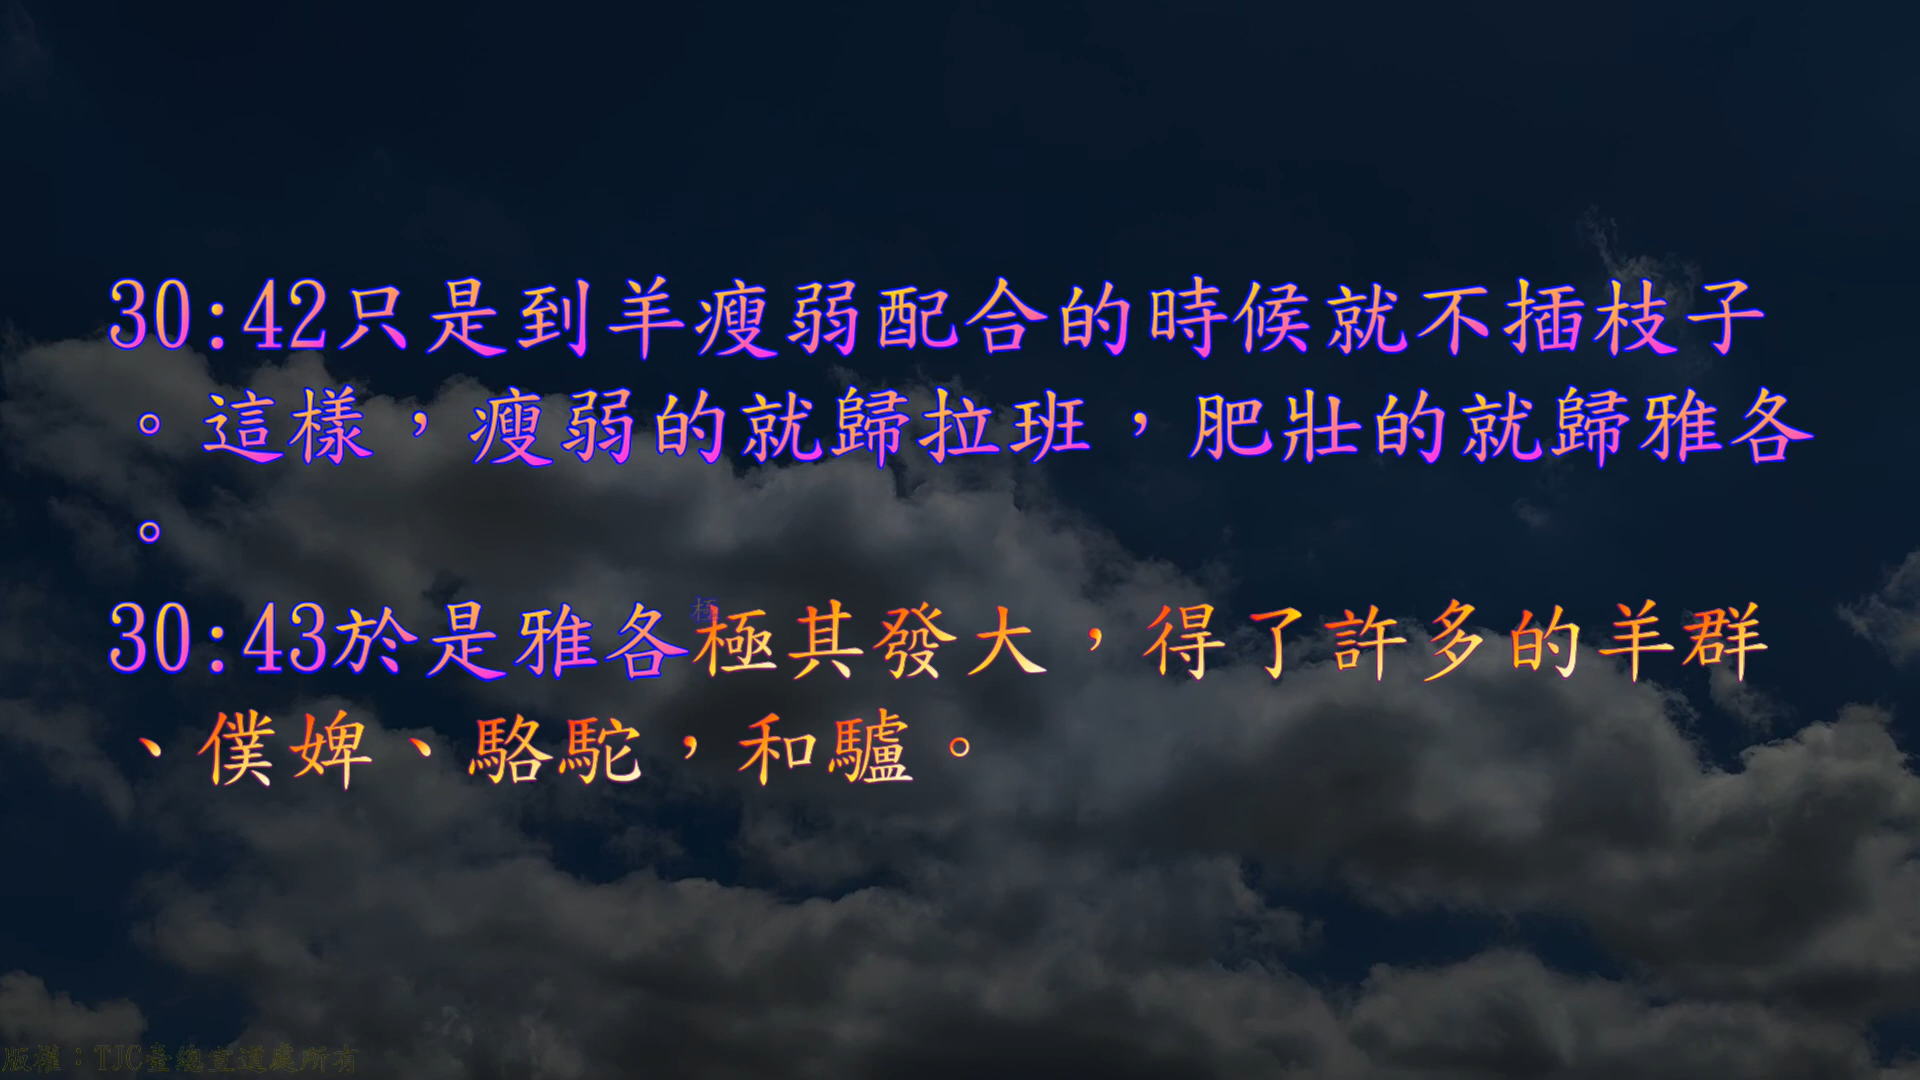 30:42只是到羊瘦弱配合的時候就不插枝子
。這樣，瘦弱的就歸拉班，肥壯的就歸雅各
。
30:43於是雅各極其發大，得了許多的羊群
、僕婢、駱駝，和驢。
版權：TJC臺總宣道處所有